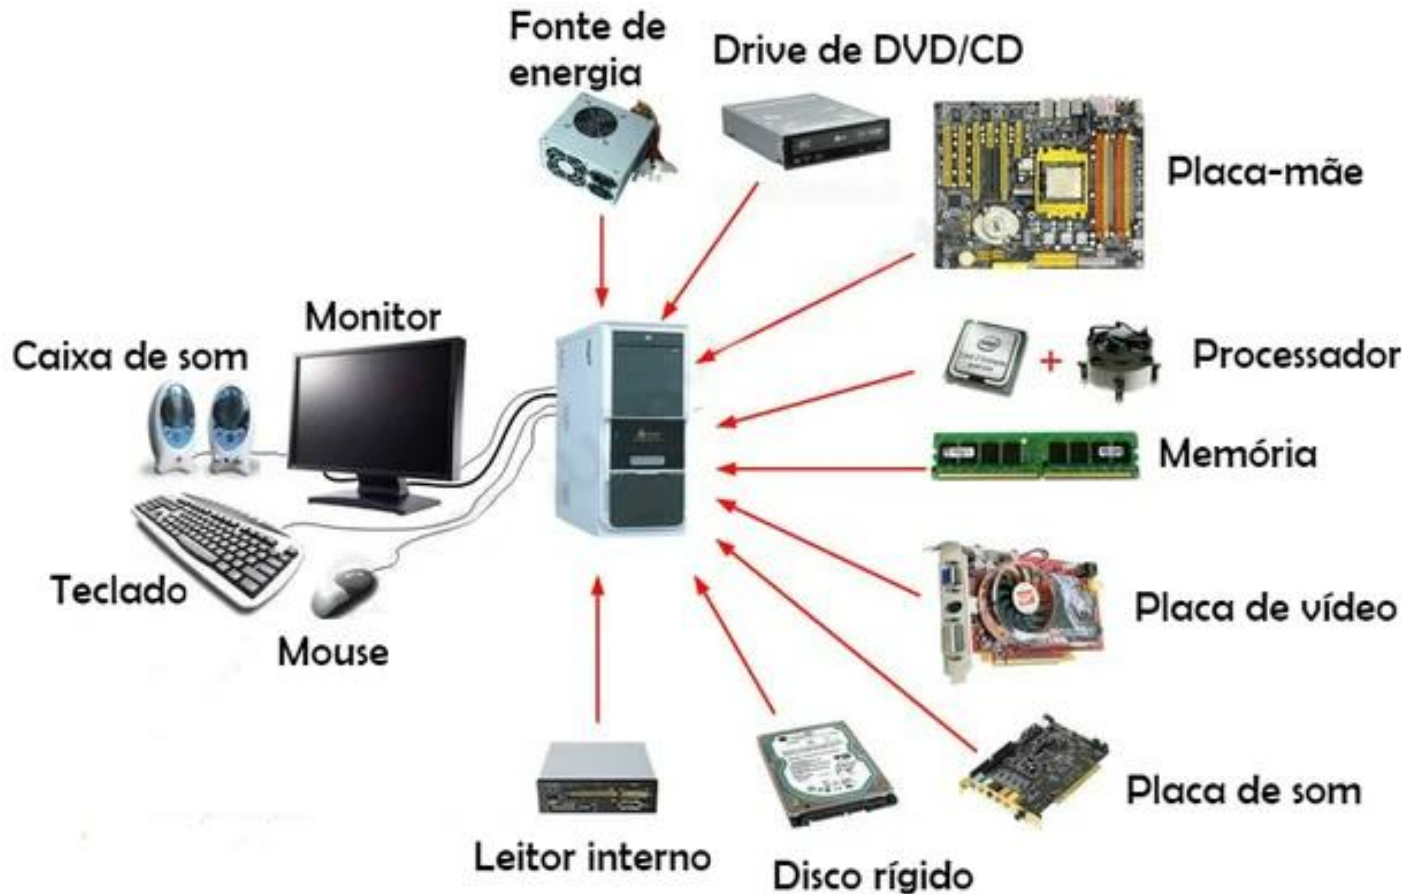 Fonte de
energia
Drive de DVD/CD
Placa-mãe
Monitor
Caixa de som
Processador
Memória
Teclado
Mouse
Placa de vídeo
Placa de som
Leitor interno
Disco rígido